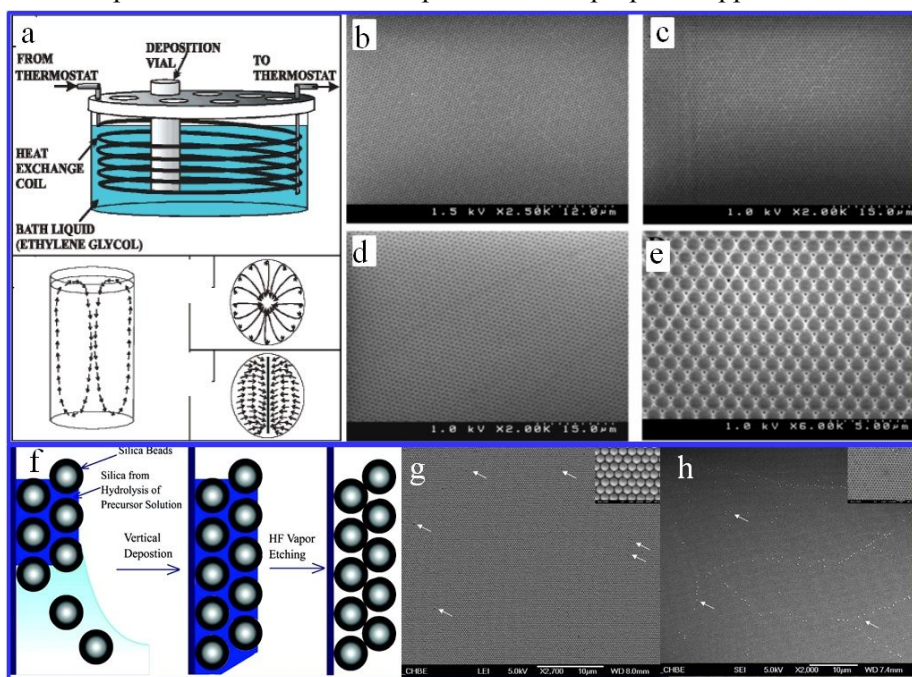 a
FROM
THERMOSTAT
DEPOSITION
VIAL
TO
THERMOSTAT
HEAT
EXCHANGE
COIL
BATH LIQUID
(ETHYLENE GLYCOL)
b
1.5 kV X2.50K 12.0µm
c
1.0 kV X2.00K 15.0µm
d
1.0 kV X2.00K 15.0µm
e
1.0 kV X6.00K 5.00µm
f
Silica Beads
Silica from
Hydrolysis of
Precursor Solution
Vertical
Depostion
HF Vapor
Etching
g
CHBE LEI 5.0kV X2,700 10µm WD 8.0mm
h
CHBE SEI 5.0kV X2,000 10µm WD 7.4mm